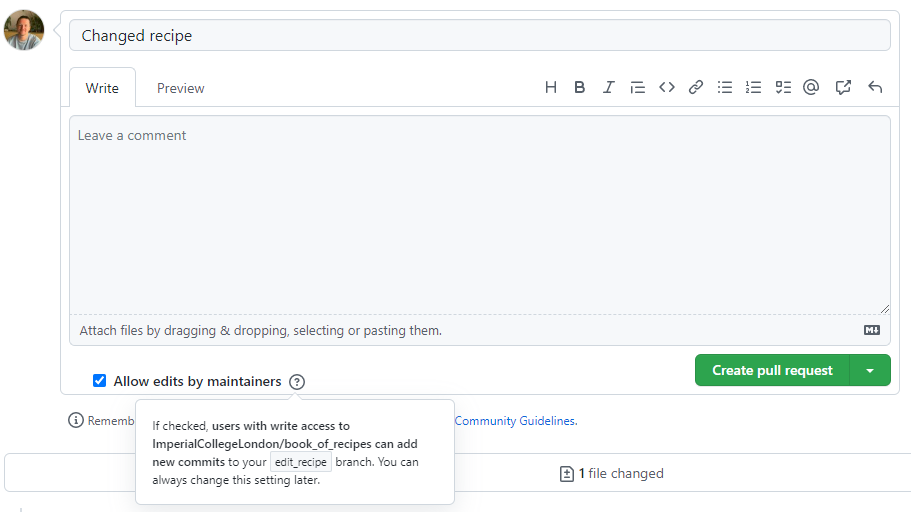 Changed recipe
Write Preview
H B I
Leave a comment
Attach files by dragging & dropping, selecting or pasting them.
Allow edits by maintainers ?
Create pull request
Community Guidelines.
If checked, users with write access to
ImperialCollegeLondon/book_of_recipes can add
new commits to your edit_recipe branch. You can
always change this setting later.
1 file changed